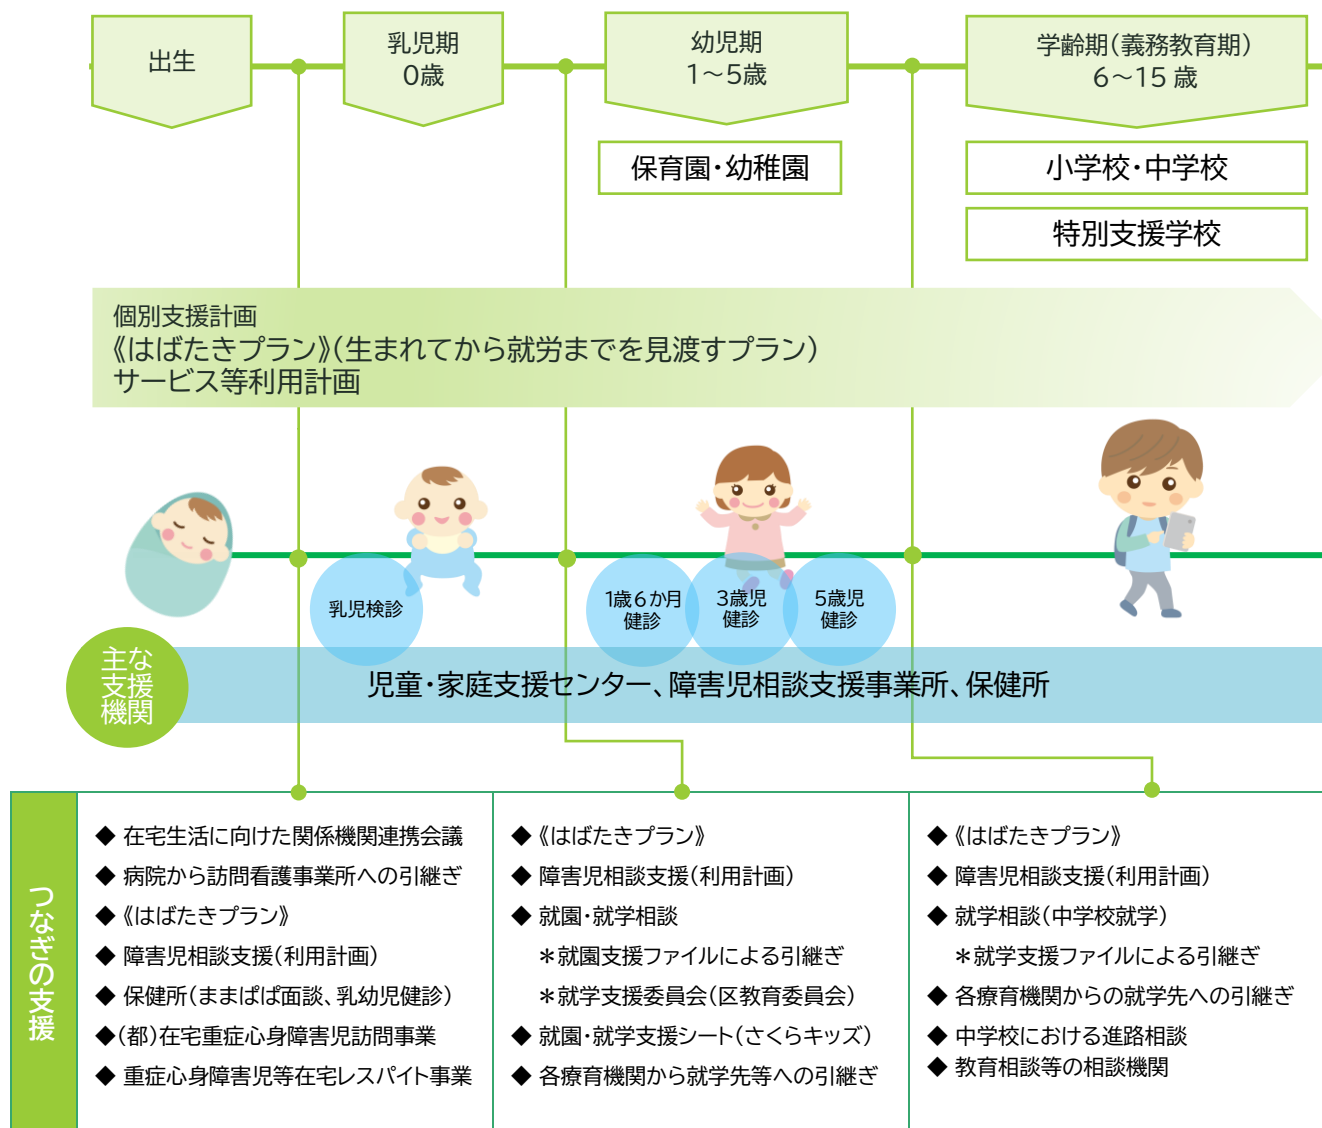 出生
乳児期
0歳
幼児期
1～5歳
学齢期(義務教育期)
6～15歳
保育園・幼稚園
小学校・中学校
特別支援学校
個別支援計画
《はばたきプラン》(生まれてから就労までを見渡すプラン)
サービス等利用計画
乳児検診
1歳6か月
健診
3歳児
健診
5歳児
健診
主な
支援
機関
児童・家庭支援センター、障害児相談支援事業所、保健所
つなぎの支援
◆ 在宅生活に向けた関係機関連携会議
◆ 病院から訪問看護事業所への引継ぎ
◆ 《はばたきプラン》
◆ 障害児相談支援(利用計画)
◆ 保健所(ままぱぱ面談、乳幼児健診)
◆(都)在宅重症心身障害児訪問事業
◆ 重症心身障害児等在宅レスパイト事業
◆ 《はばたきプラン》
◆ 障害児相談支援(利用計画)
◆ 就園・就学相談
＊就園支援ファイルによる引継ぎ
＊就学支援委員会(区教育委員会)
◆ 就園・就学支援シート(さくらキッズ)
◆ 各療育機関から就学先等への引継ぎ
◆ 《はばたきプラン》
◆ 障害児相談支援(利用計画)
◆ 就学相談(中学校就学)
＊就学支援ファイルによる引継ぎ
◆ 各療育機関からの就学先への引継ぎ
◆ 中学校における進路相談
◆ 教育相談等の相談機関